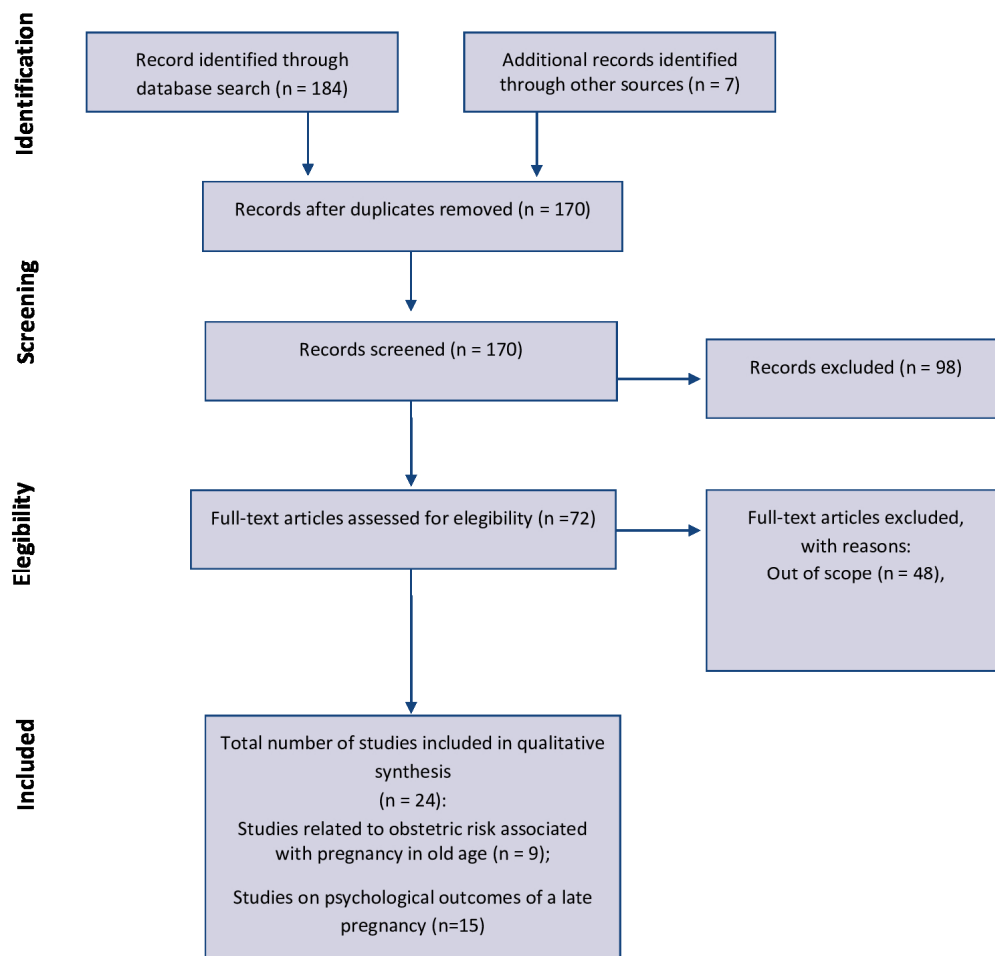 Identification
Record identified through
database search (n = 184)
Additional records identified
through other sources (n = 7)
Records after duplicates removed (n = 170)
Screening
Records screened (n = 170)
Records excluded (n = 98)
Elegibility
Full-text articles assessed for elegibility (n =72)
Full-text articles excluded,
with reasons:
Out of scope (n = 48),
Included
Total number of studies included in qualitative
synthesis
(n = 24):
Studies related to obstetric risk associated
with pregnancy in old age (n = 9);
Studies on psychological outcomes of a late
pregnancy (n=15)